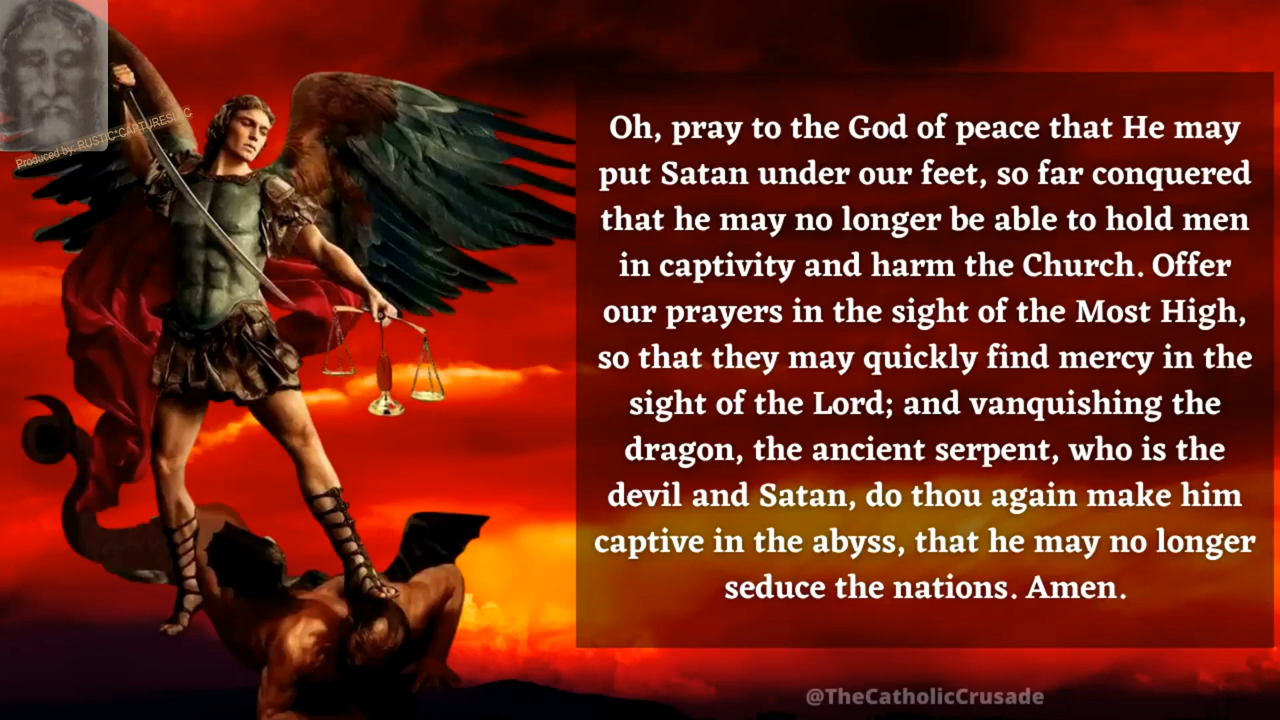 Produced by: RUSTIC*CAPTURESLLC
Oh, pray to the God of peace that He may
put Satan under our feet, so far conquered
that he may no longer be able to hold men
in captivity and harm the Church. Offer
our prayers in the sight of the Most High,
so that they may quickly find mercy in the
sight of the Lord; and vanquishing the
dragon, the ancient serpent, who is the
devil and Satan, do thou again make him
captive in the abyss, that he may no longer
seduce the nations. Amen.
@TheCatholicCrusade